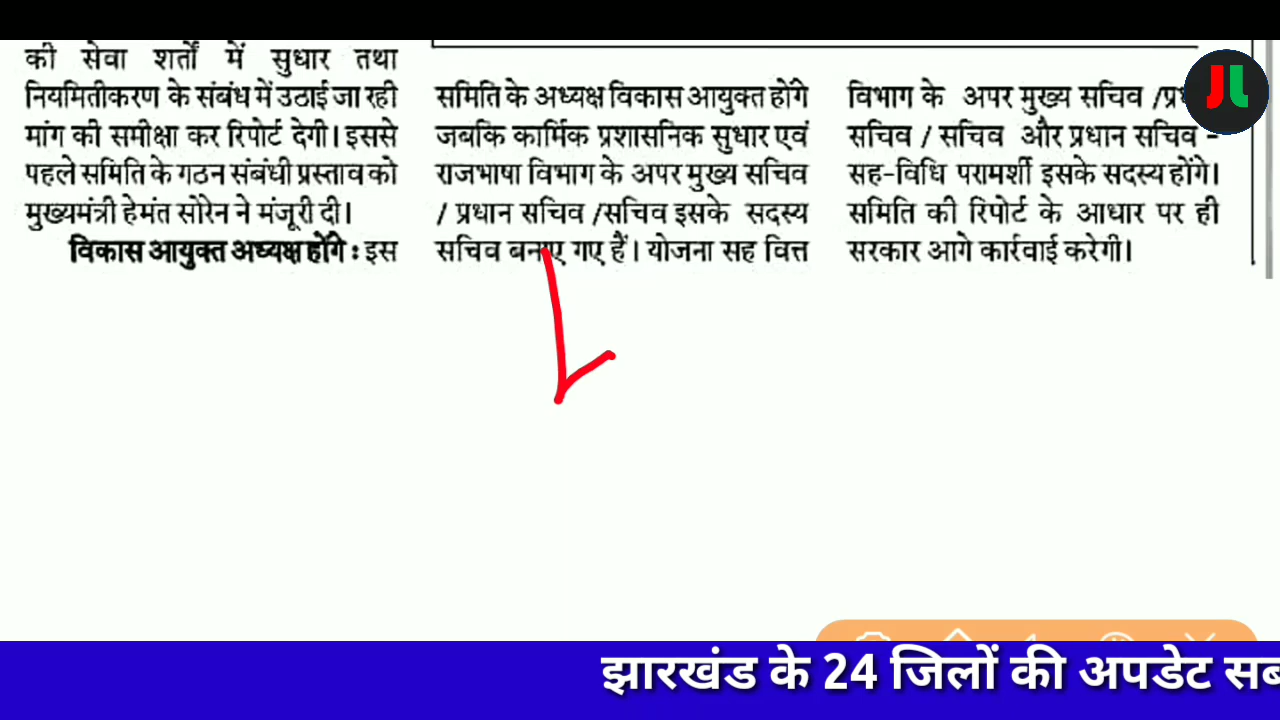 की सेवा शर्तों में सुधार तथा
नियमितीकरण के संबंध में उठाई जा रही
मांग की समीक्षा कर रिपोर्ट देगी। इससे
पहले समिति के गठन संबंधी प्रस्ताव को
मुख्यमंत्री हेमंत सोरेन ने मंजूरी दी।
विकास आयुक्त अध्यक्ष होंगे : इस
समिति के अध्यक्ष विकास आयुक्त होंगे
जबकि कार्मिक प्रशासनिक सुधार एवं
राजभाषा विभाग के अपर मुख्य सचिव
/ प्रधान सचिव /सचिव इसके सदस्य
सचिव बनाए गए हैं। योजना सह वित्त
विभाग के अपर मुख्य सचिव /
सचिव / सचिव और प्रधान सचिव -
सह-विधि परामर्शी इसके सदस्य होंगे।
समिति की रिपोर्ट के आधार पर ही
सरकार आगे कार्रवाई करेगी।
JL
झारखंड के 24 जिलों की अपडेट